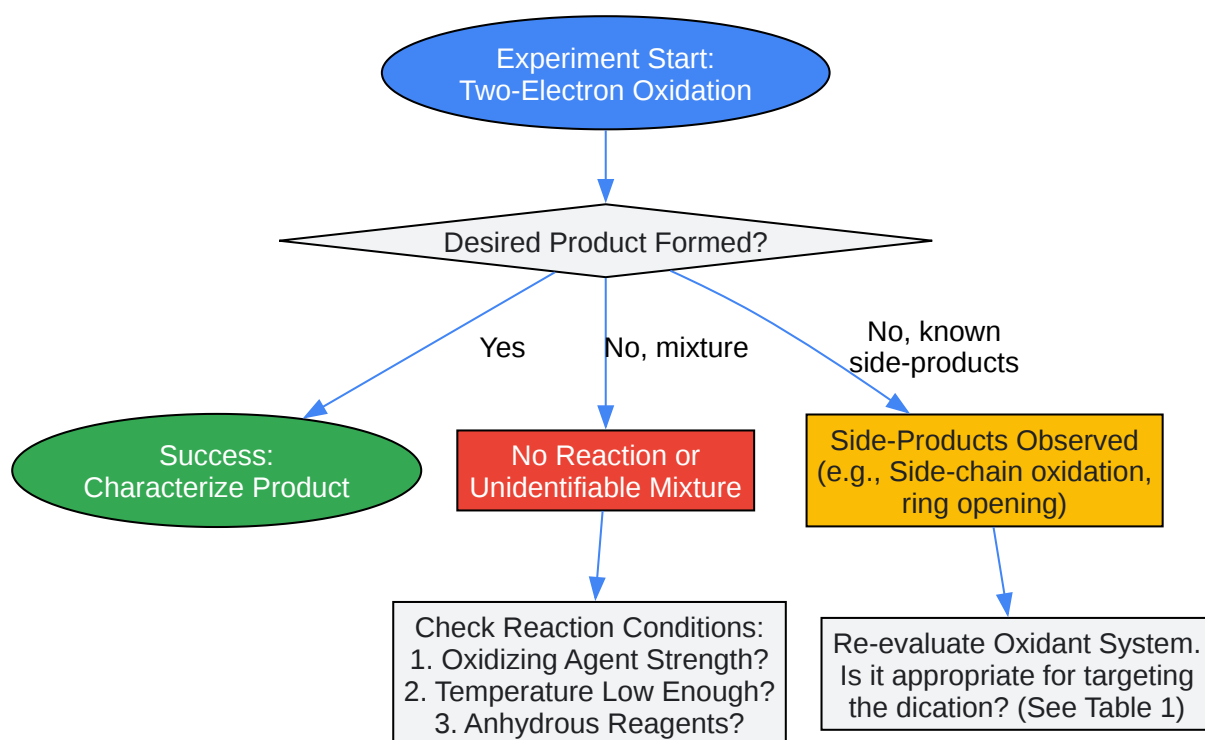 Experiment Start:
Two-Electron Oxidation
Desired Product Formed?
Yes
No, mixture
No, known
side-products
Success:
Characterize Product
No Reaction or
Unidentifiable Mixture
Side-Products Observed
(e.g., Side-chain oxidation,
ring opening)
Check Reaction Conditions:
1. Oxidizing Agent Strength?
2. Temperature Low Enough?
3. Anhydrous Reagents?
Re-evaluate Oxidant System.
Is it appropriate for targeting
the dication? (See Table 1)